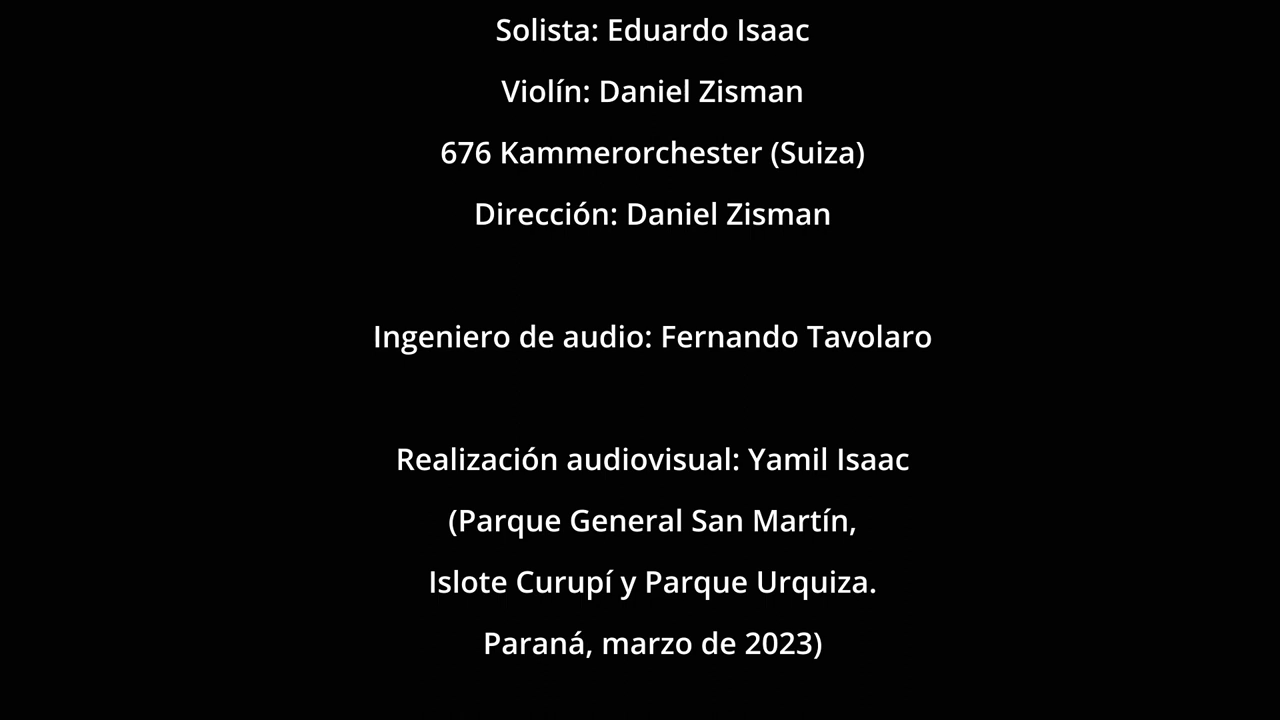 Solista: Eduardo Isaac
Violín: Daniel Zisman
676 Kammerorchester (Suiza)
Dirección: Daniel Zisman
Ingeniero de audio: Fernando Tavolaro
Realización audiovisual: Yamil Isaac
(Parque General San Martín,
Islote Curupí y Parque Urquiza.
Paraná, marzo de 2023)